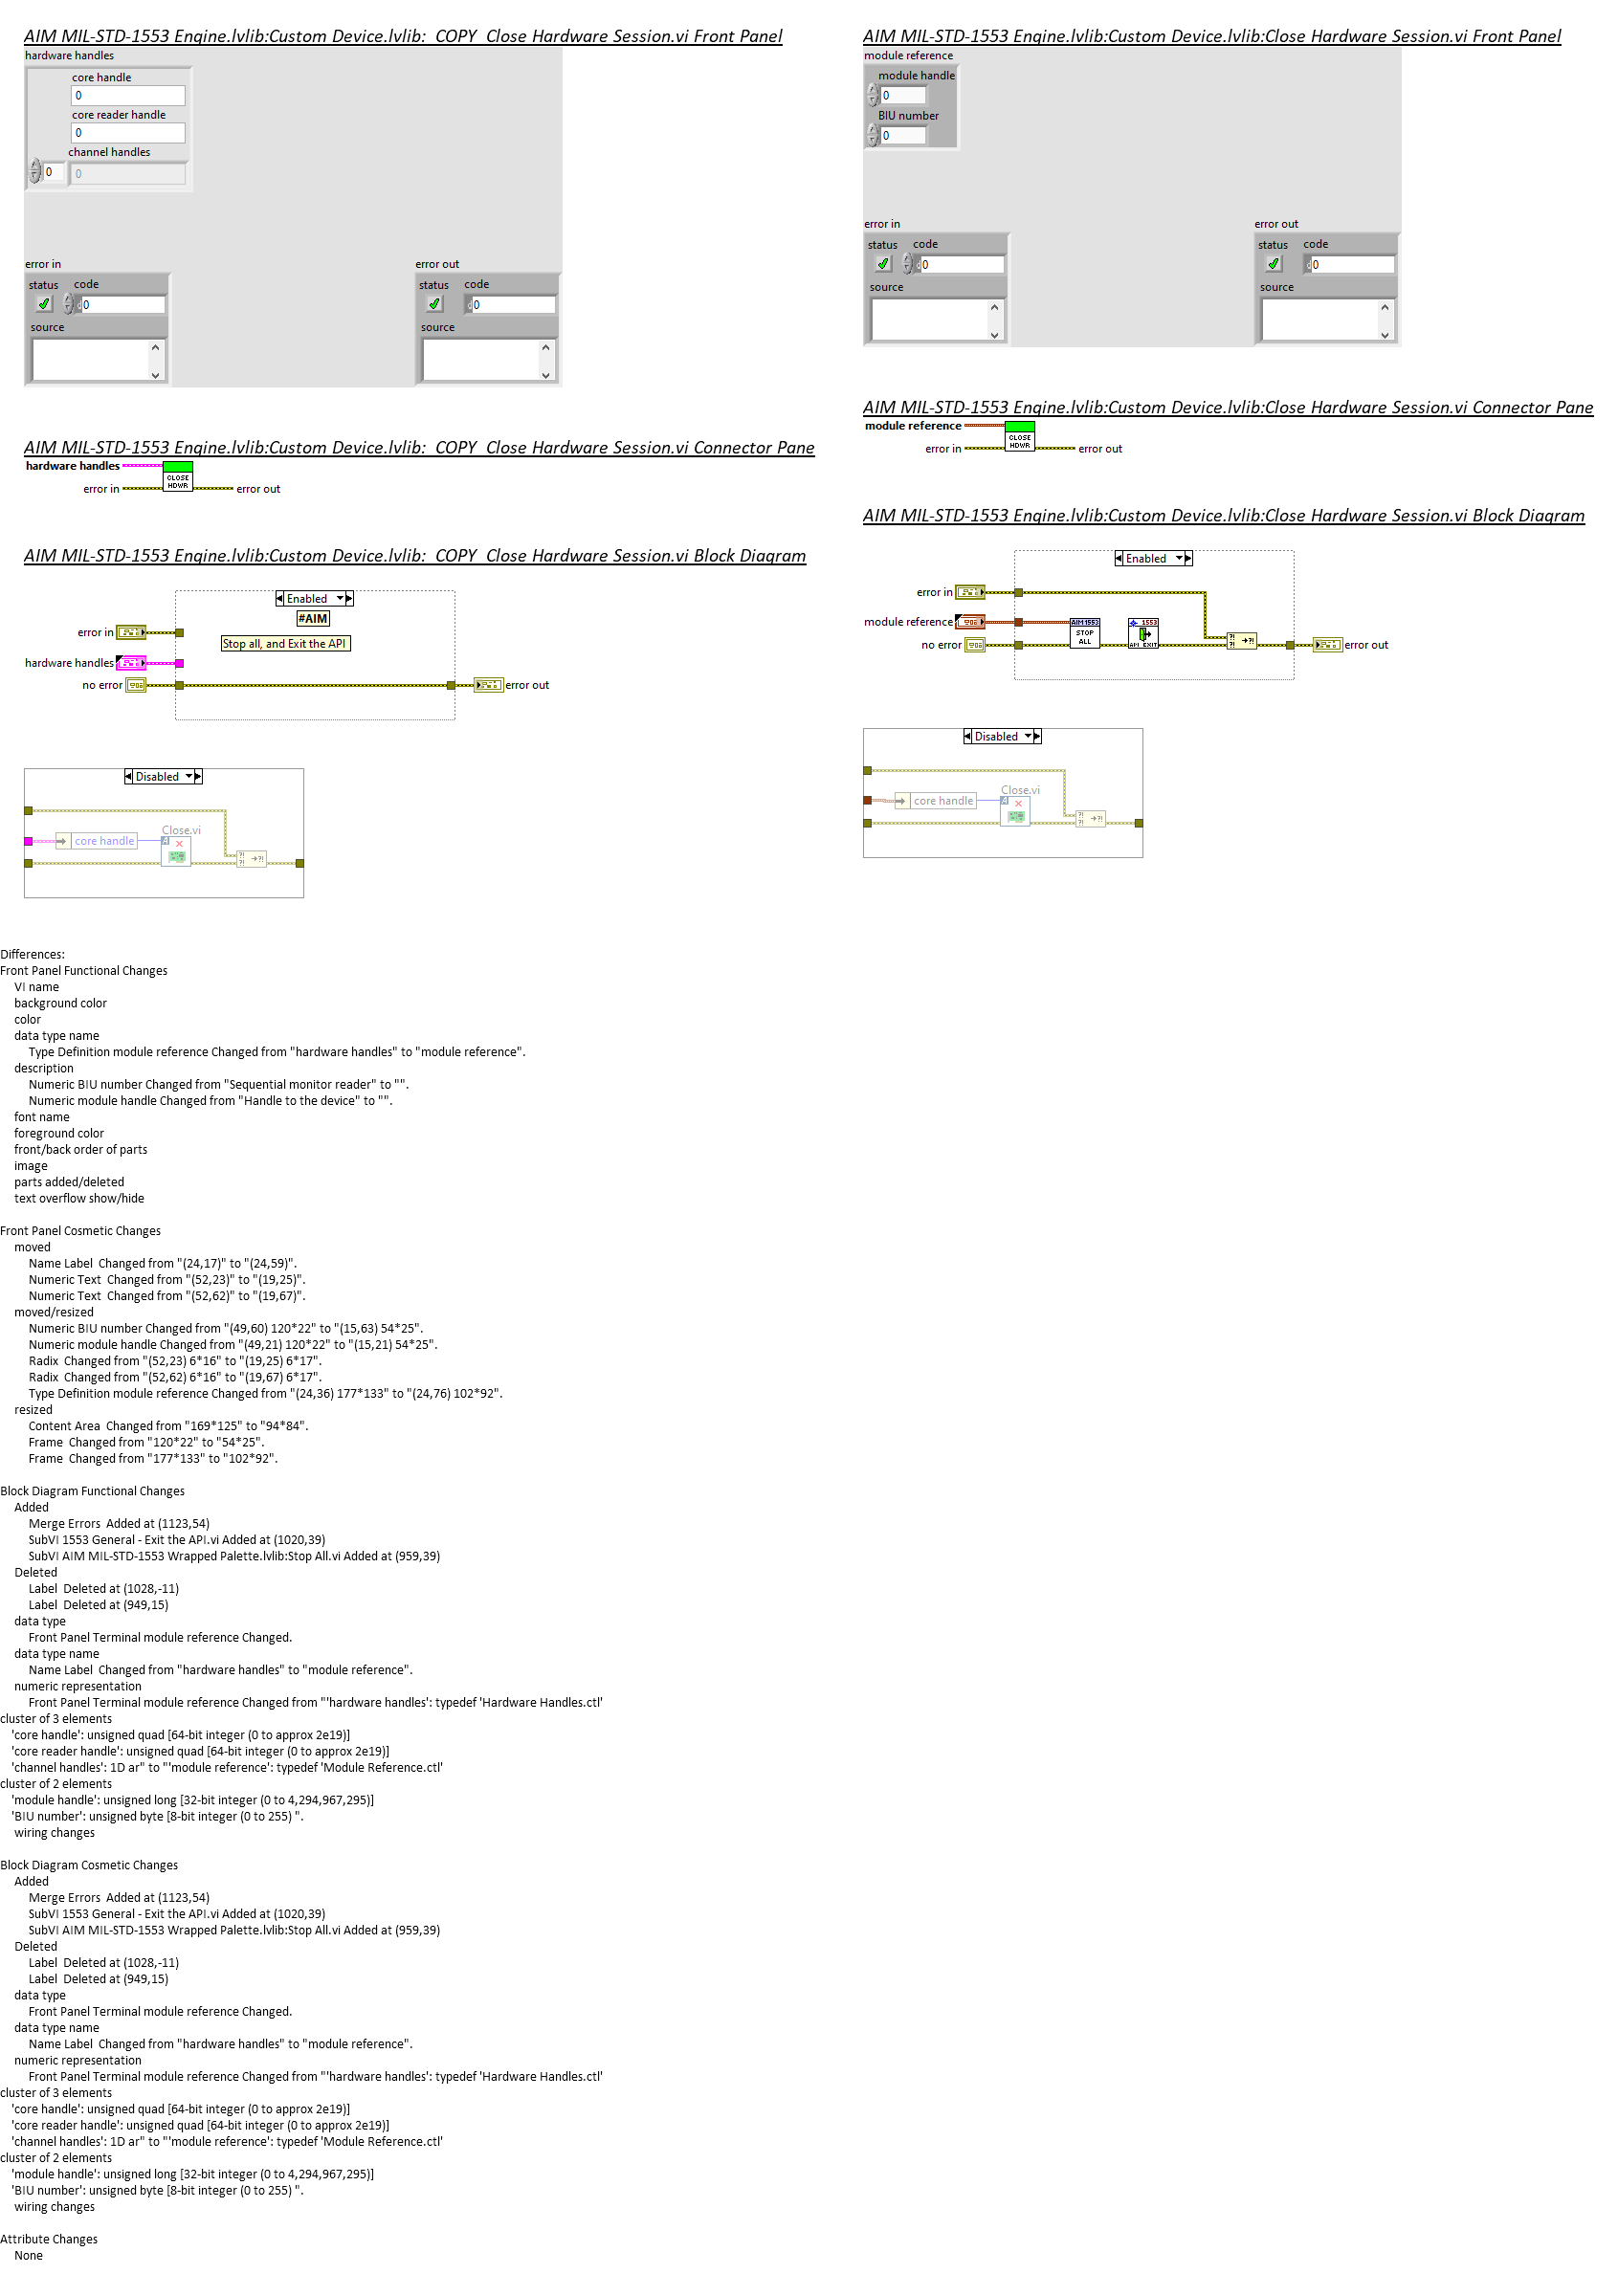 AIM MIL-STD-1553 Engine.lvlib:Custom Device.lvlib:  COPY  Close Hardware Session.vi Front Panel
hardware handles
core handle
0
core reader handle
0
channel handles
0
0
error in
status
code
0
source
error out
status
code
0
source
AIM MIL-STD-1553 Engine.lvlib:Custom Device.lvlib:  COPY  Close Hardware Session.vi Connector Pane
hardware handles
CLOSE
HDWR
error in
error out
AIM MIL-STD-1553 Engine.lvlib:Custom Device.lvlib:  COPY  Close Hardware Session.vi Block Diagram
Enabled
#AIM
error in
Stop all, and Exit the API
hardware handles
no error
error out
Disabled
Close.vi
core handle
AIM MIL-STD-1553 Engine.lvlib:Custom Device.lvlib:Close Hardware Session.vi Front Panel
module reference
module handle
0
BIU number
0
error in
status
code
0
source
error out
status
code
0
source
AIM MIL-STD-1553 Engine.lvlib:Custom Device.lvlib:Close Hardware Session.vi Connector Pane
module reference
CLOSE
HDWR
error in
error out
AIM MIL-STD-1553 Engine.lvlib:Custom Device.lvlib:Close Hardware Session.vi Block Diagram
Enabled
error in
module reference
AIM1553
STOP
ALL
1553
API EXIT
no error
error out
Disabled
Close.vi
core handle
Differences:
Front Panel Functional Changes
VI name
background color
color
data type name
Type Definition module reference Changed from "hardware handles" to "module reference".
description
Numeric BIU number Changed from "Sequential monitor reader" to "".
Numeric module handle Changed from "Handle to the device" to "".
font name
foreground color
front/back order of parts
image
parts added/deleted
text overflow show/hide
Front Panel Cosmetic Changes
moved
Name Label  Changed from "(24,17)" to "(24,59)".
Numeric Text  Changed from "(52,23)" to "(19,25)".
Numeric Text  Changed from "(52,62)" to "(19,67)".
moved/resized
Numeric BIU number Changed from "(49,60) 120*22" to "(15,63) 54*25".
Numeric module handle Changed from "(49,21) 120*22" to "(15,21) 54*25".
Radix  Changed from "(52,23) 6*16" to "(19,25) 6*17".
Radix  Changed from "(52,62) 6*16" to "(19,67) 6*17".
Type Definition module reference Changed from "(24,36) 177*133" to "(24,76) 102*92".
resized
Content Area  Changed from "169*125" to "94*84".
Frame  Changed from "120*22" to "54*25".
Frame  Changed from "177*133" to "102*92".
Block Diagram Functional Changes
Added
Merge Errors  Added at (1123,54)
SubVI 1553 General - Exit the API.vi Added at (1020,39)
SubVI AIM MIL-STD-1553 Wrapped Palette.lvlib:Stop All.vi Added at (959,39)
Deleted
Label  Deleted at (1028,-11)
Label  Deleted at (949,15)
data type
Front Panel Terminal module reference Changed.
data type name
Name Label  Changed from "hardware handles" to "module reference".
numeric representation
Front Panel Terminal module reference Changed from "'hardware handles': typedef 'Hardware Handles.ctl'
cluster of 3 elements
'core handle': unsigned quad [64-bit integer (0 to approx 2e19)]
'core reader handle': unsigned quad [64-bit integer (0 to approx 2e19)]
'channel handles': 1D ar" to "'module reference': typedef 'Module Reference.ctl'
cluster of 2 elements
'module handle': unsigned long [32-bit integer (0 to 4,294,967,295)]
'BIU number': unsigned byte [8-bit integer (0 to 255) ".
wiring changes
Block Diagram Cosmetic Changes
Added
Merge Errors  Added at (1123,54)
SubVI 1553 General - Exit the API.vi Added at (1020,39)
SubVI AIM MIL-STD-1553 Wrapped Palette.lvlib:Stop All.vi Added at (959,39)
Deleted
Label  Deleted at (1028,-11)
Label  Deleted at (949,15)
data type
Front Panel Terminal module reference Changed.
data type name
Name Label  Changed from "hardware handles" to "module reference".
numeric representation
Front Panel Terminal module reference Changed from "'hardware handles': typedef 'Hardware Handles.ctl'
cluster of 3 elements
'core handle': unsigned quad [64-bit integer (0 to approx 2e19)]
'core reader handle': unsigned quad [64-bit integer (0 to approx 2e19)]
'channel handles': 1D ar" to "'module reference': typedef 'Module Reference.ctl'
cluster of 2 elements
'module handle': unsigned long [32-bit integer (0 to 4,294,967,295)]
'BIU number': unsigned byte [8-bit integer (0 to 255) ".
wiring changes
Attribute Changes
None